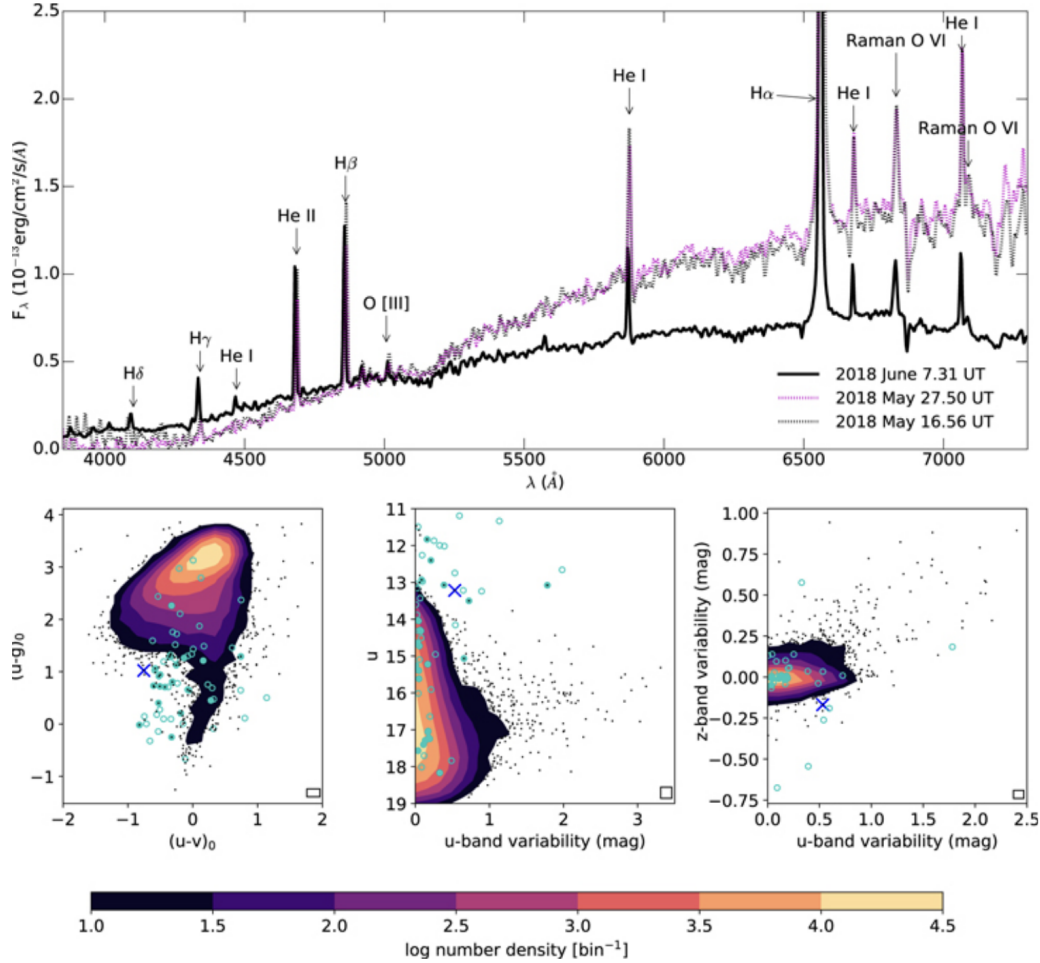 2.5
2.0
1.5
1.0
0.5
0.0
F_λ (10⁻¹³erg/cm²/s/Å)
He I
Raman O VI
He I
Hα
He I
Raman O VI
Hβ
He II
O [III]
Hγ
He I
Hδ
2018 June 7.31 UT
2018 May 27.50 UT
2018 May 16.56 UT
4000 4500 5000 5500 6000 6500 7000
λ (Å)
4
3
2
1
0
−1
(u-g)₀
−2 −1 0 1 2
(u-v)₀
11
12
13
14
15
16
17
18
19
u
0 1 2 3
u-band variability (mag)
1.00
0.75
0.50
0.25
0.00
−0.25
−0.50
−0.75
z-band variability (mag)
0.0 0.5 1.0 1.5 2.0 2.5
u-band variability (mag)
1.0 1.5 2.0 2.5 3.0 3.5 4.0 4.5
log number density [bin⁻¹]